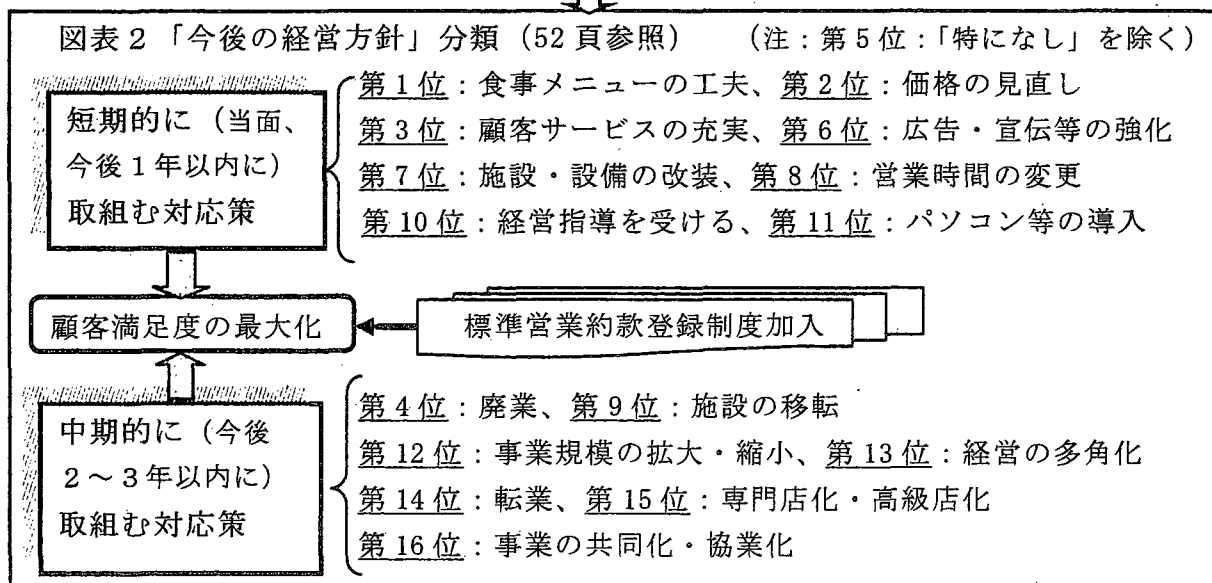 図表2「今後の経営方針」分類（52頁参照）　（注：第5位：「特になし」を除く）
短期的に（当面、
今後1年以内に）
取組む対応策
第1位：食事メニューの工夫、第2位：価格の見直し
第3位：顧客サービスの充実、第6位：広告・宣伝等の強化
第7位：施設・設備の改装、第8位：営業時間の変更
第10位：経営指導を受ける、第11位：パソコン等の導入
顧客満足度の最大化
標準営業約款登録制度加入
中期的に（今後
2～3年以内に）
取組む対応策
第4位：廃業、第9位：施設の移転
第12位：事業規模の拡大・縮小、第13位：経営の多角化
第14位：転業、第15位：専門店化・高級店化
第16位：事業の共同化・協業化